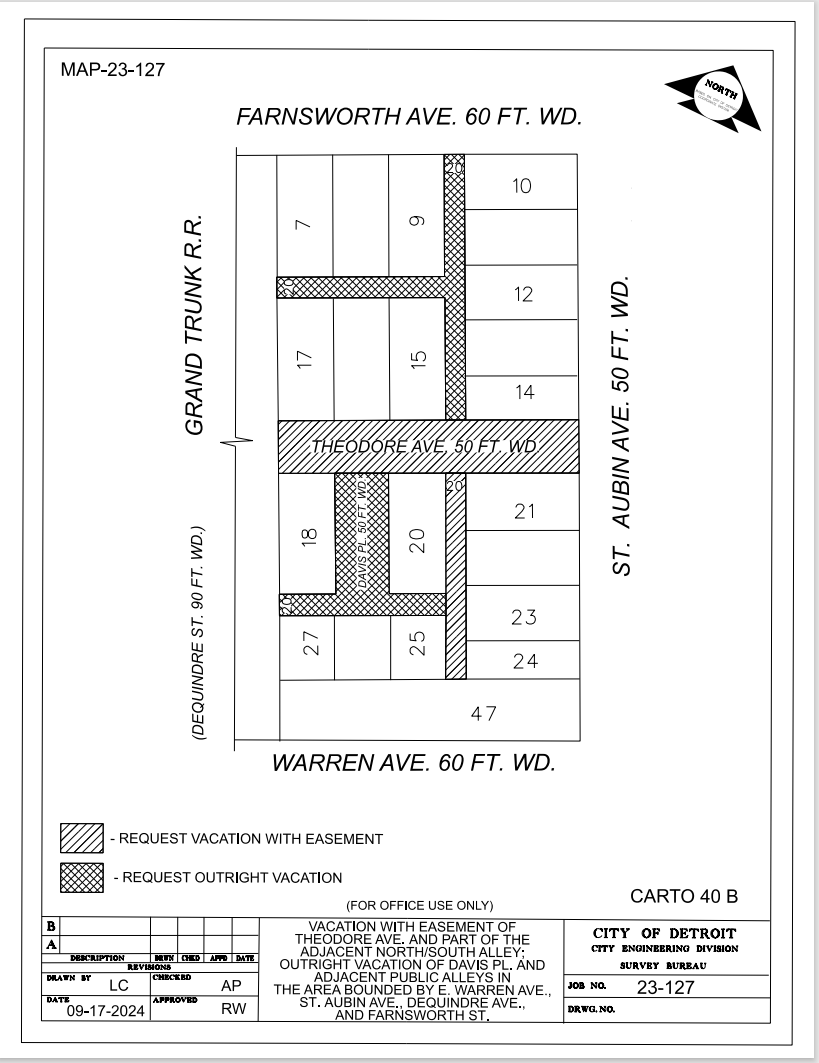 MAP-23-127
NORTH
FARNSWORTH AVE. 60 FT. WD.
GRAND TRUNK R.R.
(DEQUINDRE ST. 90 FT. WD.)
ST. AUBIN AVE. 50 FT. WD.
20
10
7
9
20
12
17
15
14
THEODORE AVE. 50 FT. WD
20
18
DAVIS PL. 50 FT. WD.
20
21
20
23
27
25
24
47
WARREN AVE. 60 FT. WD.
- REQUEST VACATION WITH EASEMENT
- REQUEST OUTRIGHT VACATION
CARTO 40 B
(FOR OFFICE USE ONLY)
B
A
DESCRIPTION DRWN CHKD APPD DATE
REVISIONS
DRAWN BY LC
CHECKED AP
DATE 09-17-2024
APPROVED RW
VACATION WITH EASEMENT OF
THEODORE AVE. AND PART OF THE
ADJACENT NORTH/SOUTH ALLEY;
OUTRIGHT VACATION OF DAVIS PL. AND
ADJACENT PUBLIC ALLEYS IN
THE AREA BOUNDED BY E. WARREN AVE.,
ST. AUBIN AVE., DEQUINDRE AVE.,
AND FARNSWORTH ST.
CITY OF DETROIT
CITY ENGINEERING DIVISION
SURVEY BUREAU
JOB NO. 23-127
DRWG. NO.